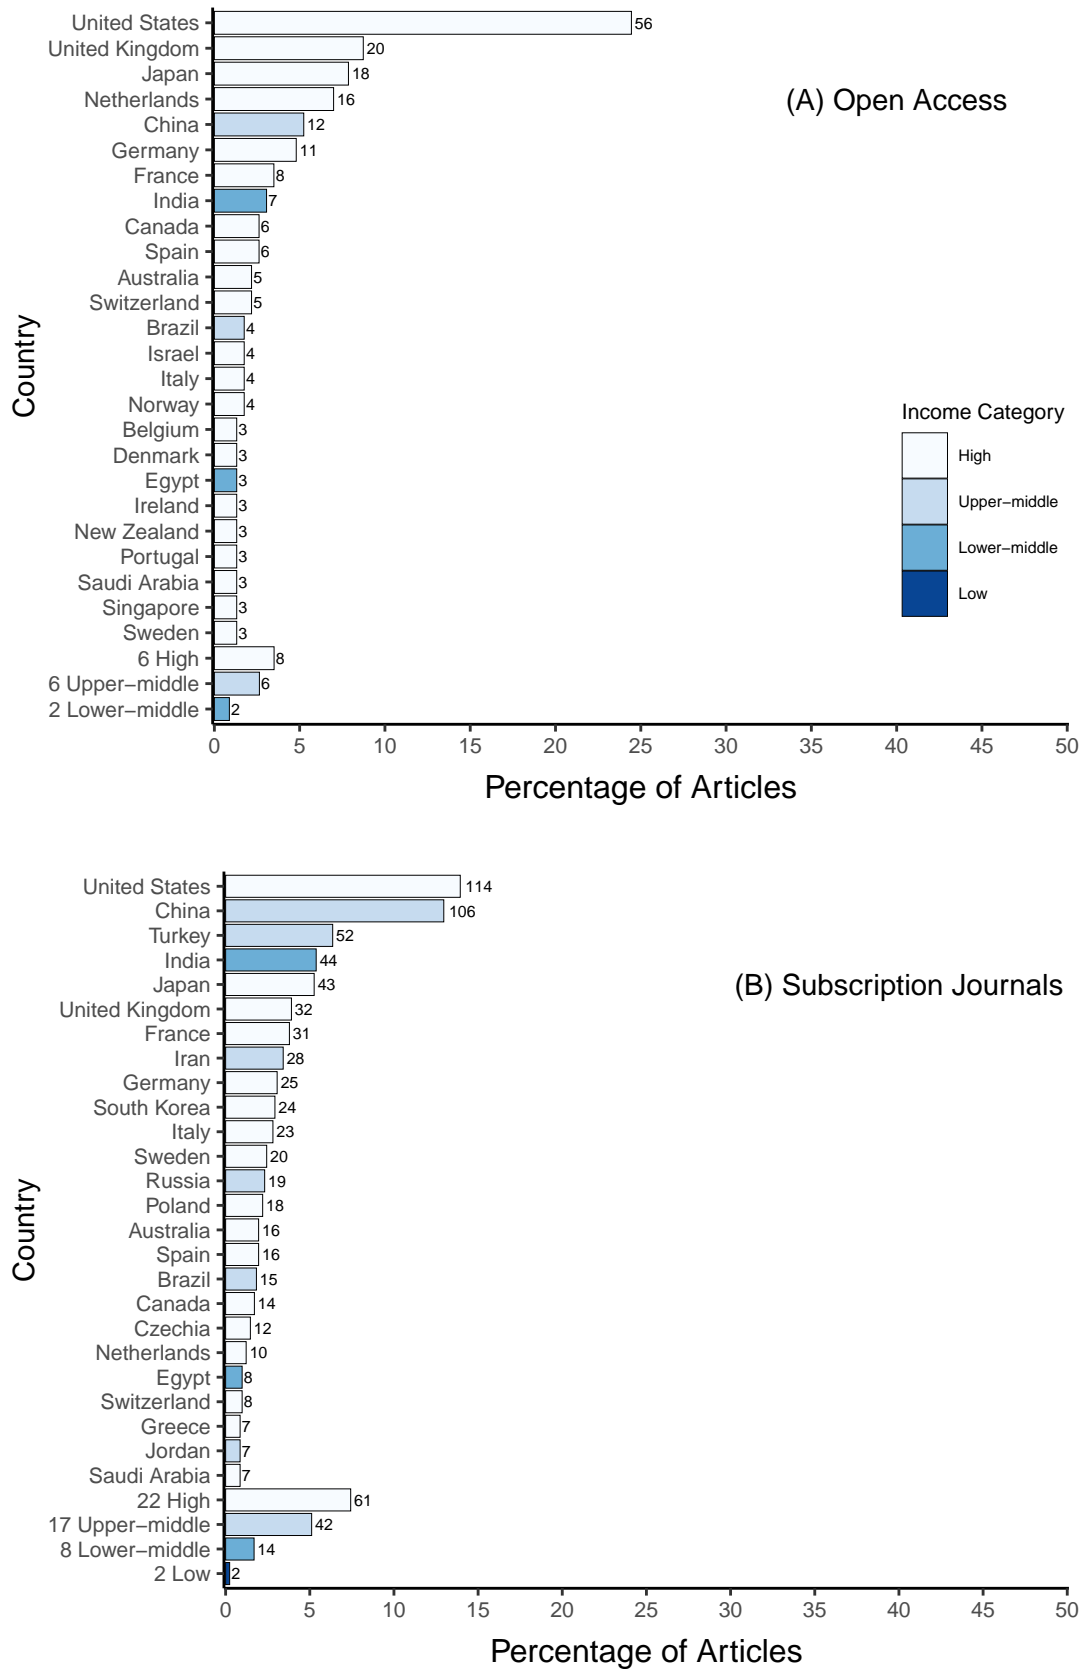 United States 56
United Kingdom 20
Japan 18
Netherlands 16
(A) Open Access
China 12
Germany 11
France 8
India 7
Canada 6
Spain 6
Australia 5
Switzerland 5
Brazil 4
Israel 4
Italy 4
Norway 4
Belgium 3
Denmark 3
Egypt 3
Ireland 3
New Zealand 3
Portugal 3
Saudi Arabia 3
Singapore 3
Sweden 3
6 High 8
6 Upper−middle 6
2 Lower−middle 2
Country
Income Category
High
Upper−middle
Lower−middle
Low
0 5 10 15 20 25 30 35 40 45 50
Percentage of Articles
United States 114
China 106
Turkey 52
India 44
Japan 43
(B) Subscription Journals
United Kingdom 32
France 31
Iran 28
Germany 25
South Korea 24
Italy 23
Sweden 20
Russia 19
Poland 18
Australia 16
Spain 16
Brazil 15
Canada 14
Czechia 12
Netherlands 10
Egypt 8
Switzerland 8
Greece 7
Jordan 7
Saudi Arabia 7
22 High 61
17 Upper−middle 42
8 Lower−middle 14
2 Low 2
Country
0 5 10 15 20 25 30 35 40 45 50
Percentage of Articles